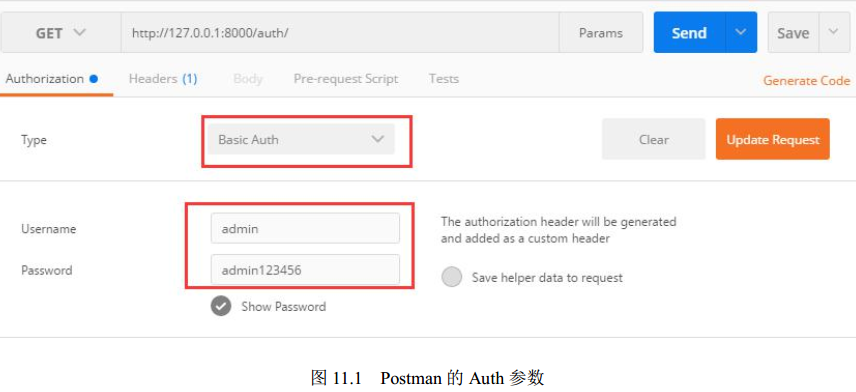 GET http://127.0.0.1:8000/auth/ Params Send Save
Authorization Headers (1) Body Pre-request Script Tests Generate Code
Type Basic Auth Clear Update Request
Username admin
Password admin123456
Show Password
The authorization header will be generated
and added as a custom header
Save helper data to request
图 11.1 Postman 的 Auth 参数